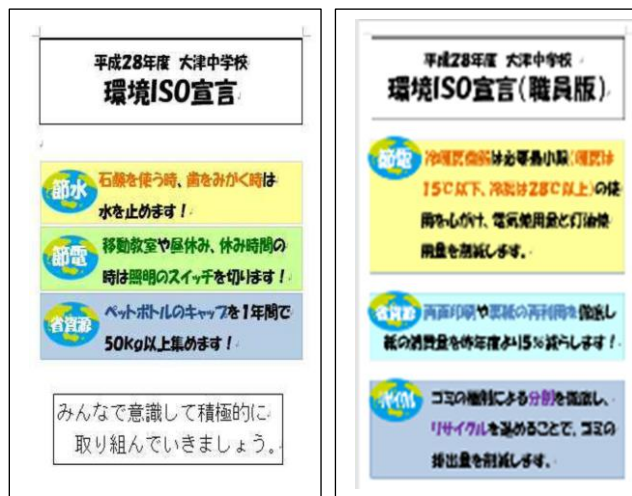 平成28年度 大津中学校
環境ISO宣言
節水
石鹸を使う時、歯をみがく時は
水を止めます!
節電
移動教室や昼休み、休み時間の
時は照明のスイッチを切ります!
省資源
ペットボトルのキャップを1年間で
50kg以上集めます!
みんなで意識して積極的に
取り組んでいきましょう。
平成28年度 大津中学校
環境ISO宣言(職員版)
節電
冷暖房機器は必要最小限(暖房は
15℃以下、冷房は28℃以上)の使
用を心がけ、電気使用量と灯油使
用量を削減します。
省資源
両面印刷や裏紙の再利用を徹底し
紙の消費量を昨年度より15%減らします!
リサイクル
ゴミの種別による分別を徹底し、
リサイクルを進めることで、ゴミの
排出量を削減します。